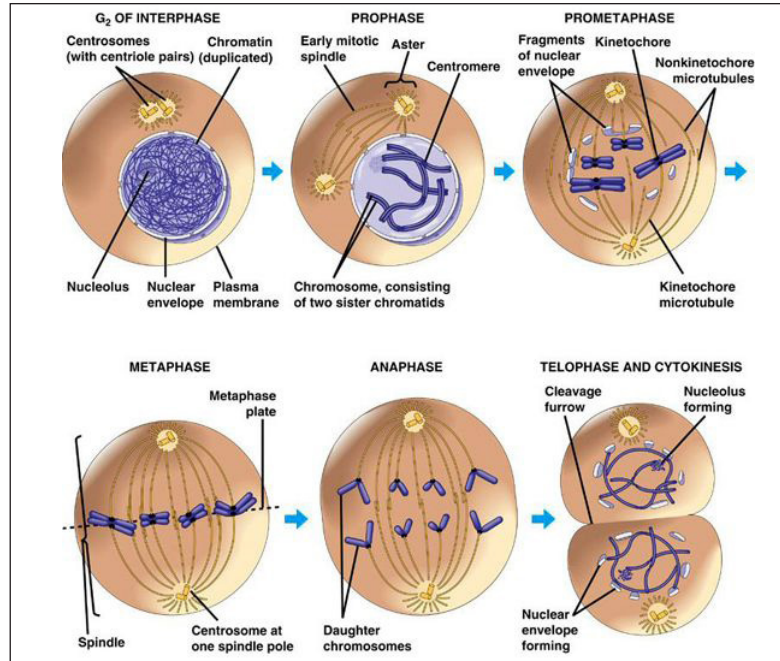 G2 OF INTERPHASE
PROPHASE
PROMETAPHASE
Centrosomes
(with centriole pairs)
Chromatin
(duplicated)
Early mitotic
spindle
Aster
Centromere
Fragments
of nuclear
envelope
Kinetochore
Nonkinetochore
microtubules
Nucleolus
Nuclear
envelope
Plasma
membrane
Chromosome, consisting
of two sister chromatids
Kinetochore
microtubule
METAPHASE
ANAPHASE
TELOPHASE AND CYTOKINESIS
Metaphase
plate
Cleavage
furrow
Nucleolus
forming
Spindle
Centrosome at
one spindle pole
Daughter
chromosomes
Nuclear
envelope
forming